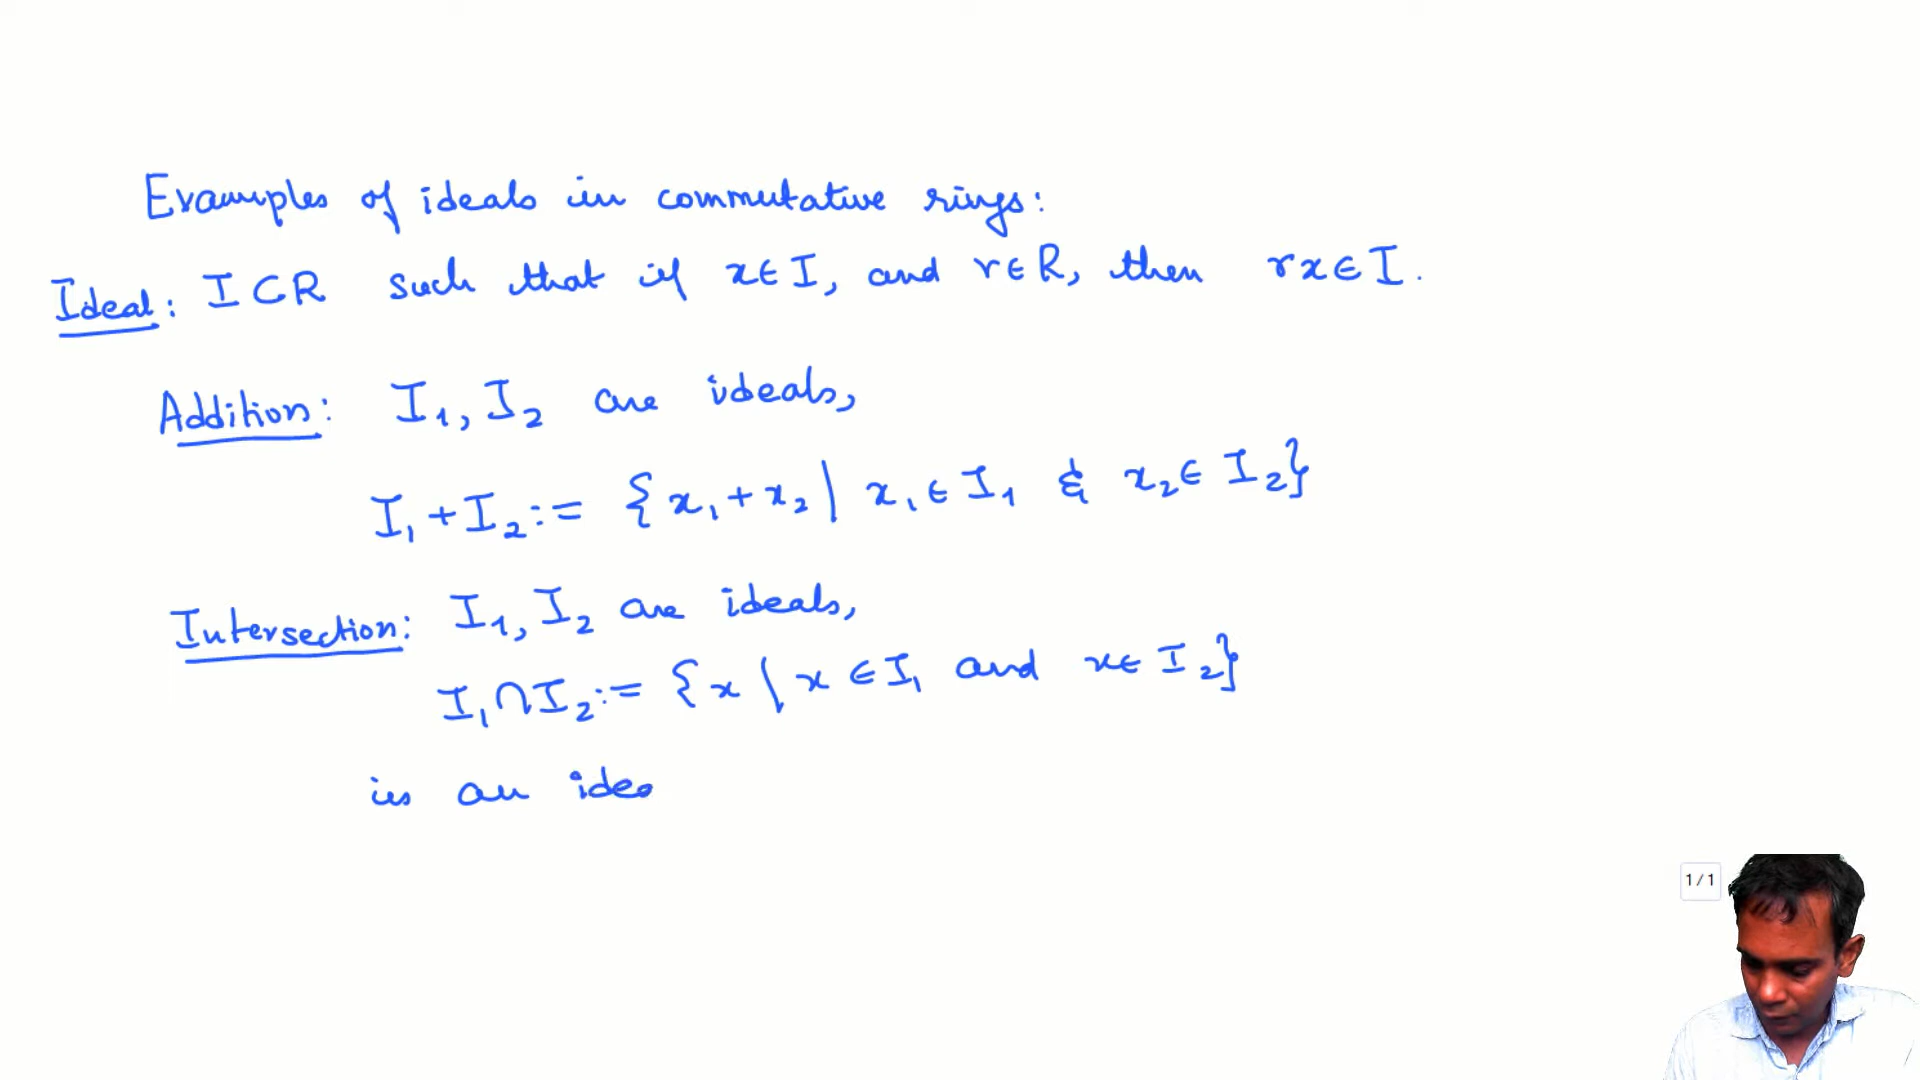 Examples of ideals in commutative rings:
Ideal: I ⊂ R such that if x ∈ I, and r ∈ R, then rx ∈ I.
Addition: I₁, I₂ are ideals,
I₁ + I₂ := {x₁ + x₂ | x₁ ∈ I₁ & x₂ ∈ I₂}
Intersection: I₁, I₂ are ideals,
I₁ ∩ I₂ := {x | x ∈ I₁ and x ∈ I₂}
is an idea
1/1